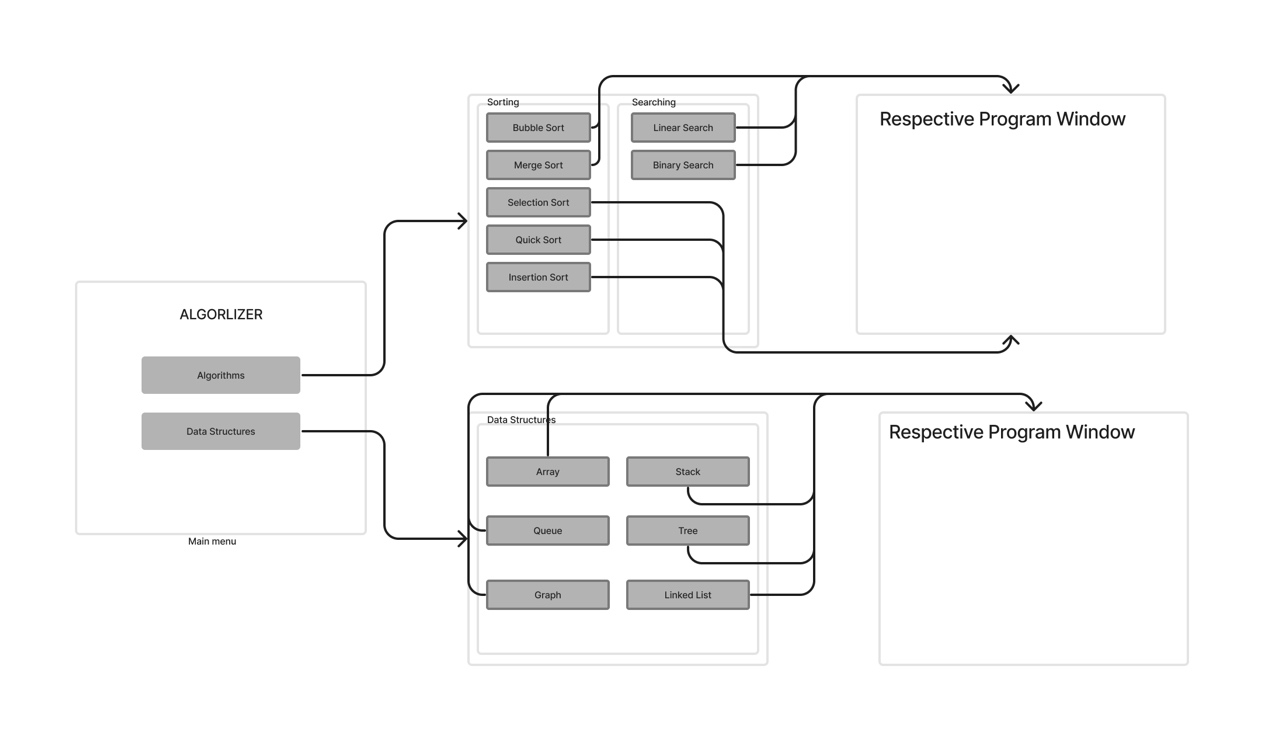 ALGORLIZER
Algorithms
Data Structures
Main menu
Sorting
Bubble Sort
Merge Sort
Selection Sort
Quick Sort
Insertion Sort
Searching
Linear Search
Binary Search
Respective Program Window
Data Structures
Array
Stack
Queue
Tree
Graph
Linked List
Respective Program Window